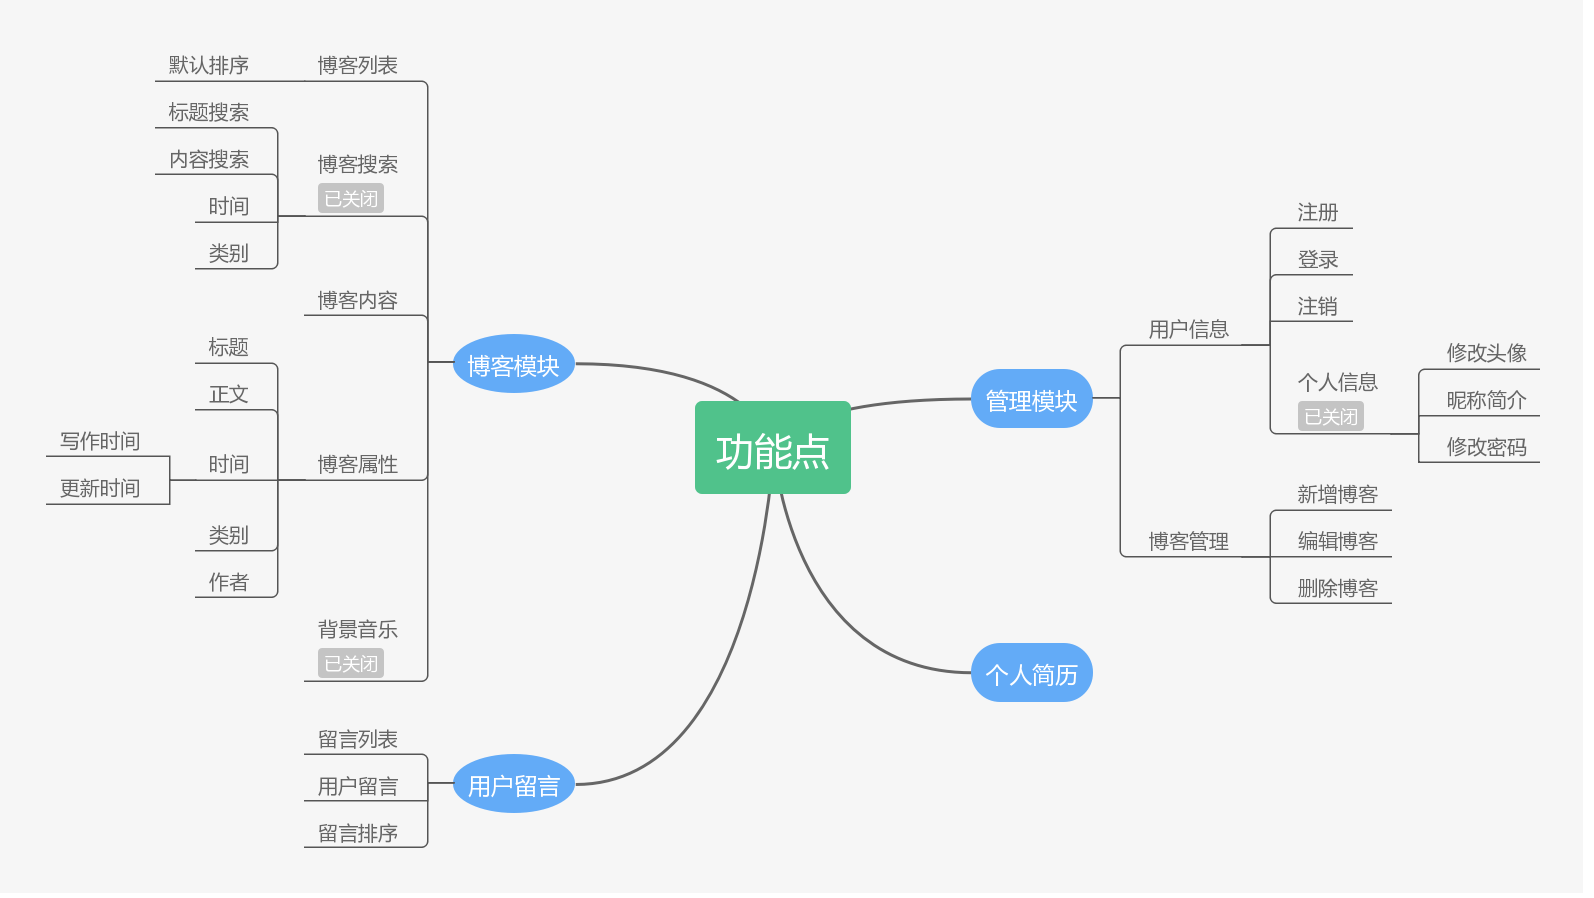 功能点
博客模块
博客列表
默认排序
博客搜索
已关闭
标题搜索
内容搜索
时间
类别
博客内容
博客属性
标题
正文
时间
写作时间
更新时间
类别
作者
背景音乐
已关闭
用户留言
留言列表
用户留言
留言排序
管理模块
用户信息
注册
登录
注销
个人信息
已关闭
修改头像
昵称简介
修改密码
博客管理
新增博客
编辑博客
删除博客
个人简历